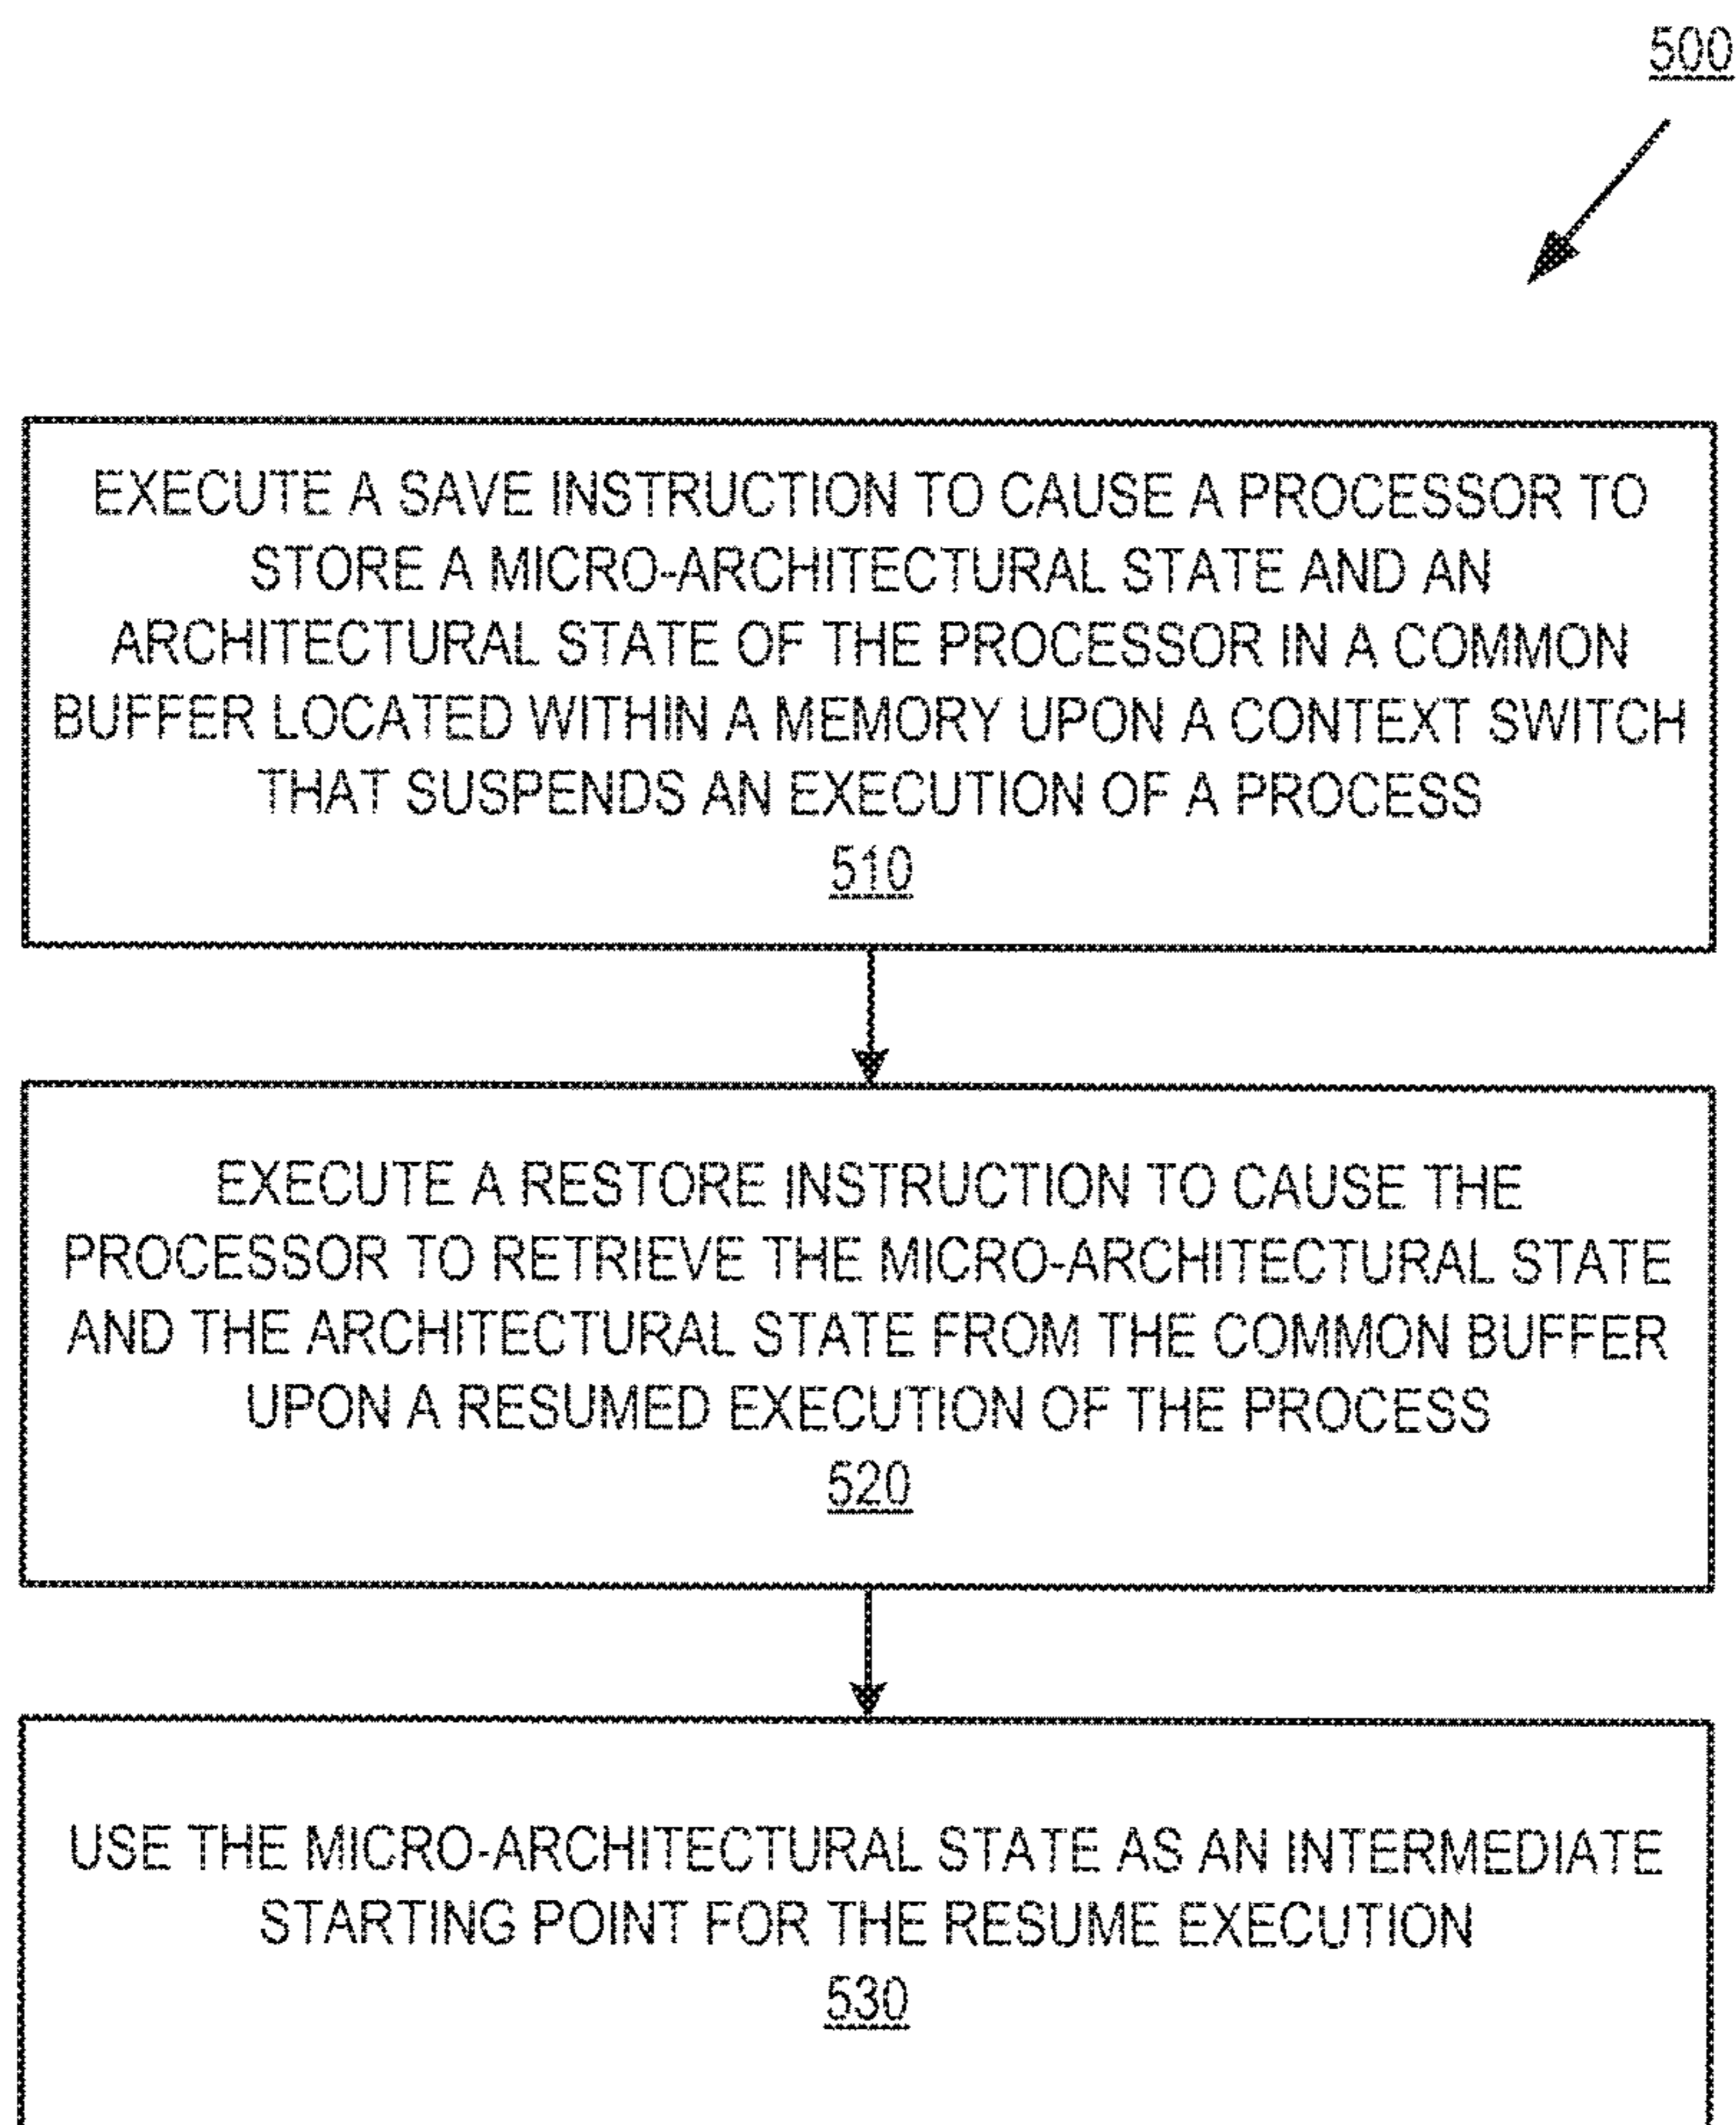 500
EXECUTE A SAVE INSTRUCTION TO CAUSE A PROCESSOR TO
STORE A MICRO-ARCHITECTURAL STATE AND AN
ARCHITECTURAL STATE OF THE PROCESSOR IN A COMMON
BUFFER LOCATED WITHIN A MEMORY UPON A CONTEXT SWITCH
THAT SUSPENDS AN EXECUTION OF A PROCESS
510
EXECUTE A RESTORE INSTRUCTION TO CAUSE THE
PROCESSOR TO RETRIEVE THE MICRO-ARCHITECTURAL STATE
AND THE ARCHITECTURAL STATE FROM THE COMMON BUFFER
UPON A RESUMED EXECUTION OF THE PROCESS
520
USE THE MICRO-ARCHITECTURAL STATE AS AN INTERMEDIATE
STARTING POINT FOR THE RESUME EXECUTION
530